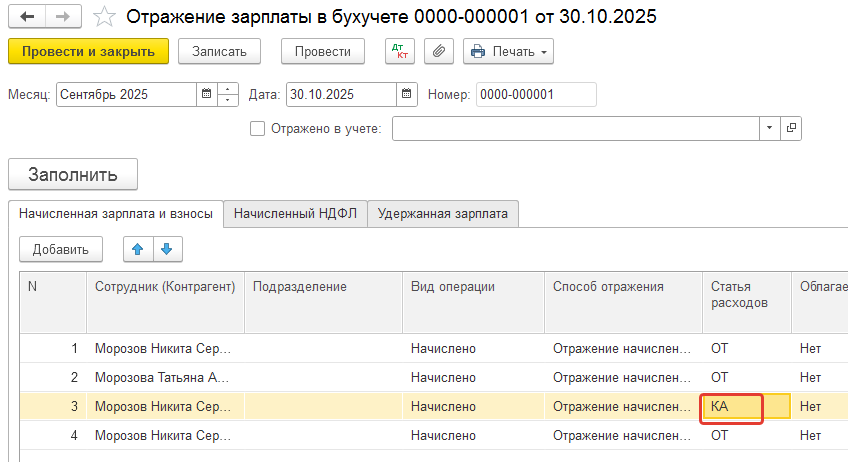 Отражение зарплаты в бухучете 0000-000001 от 30.10.2025
Провести и закрыть Записать Провести Дт Кт Печать
Месяц: Сентябрь 2025 Дата: 30.10.2025 Номер: 0000-000001
Отражено в учете:
Заполнить
Начисленная зарплата и взносы Начисленный НДФЛ Удержанная зарплата
Добавить
N Сотрудник (Контрагент) Подразделение Вид операции Способ отражения Статья расходов Облагае
1 Морозов Никита Сер... Начислено Отражение начислен... ОТ Нет
2 Морозова Татьяна А... Начислено Отражение начислен... ОТ Нет
3 Морозов Никита Сер... Начислено Отражение начислен... КА Нет
4 Морозов Никита Сер... Начислено Отражение начислен... ОТ Нет